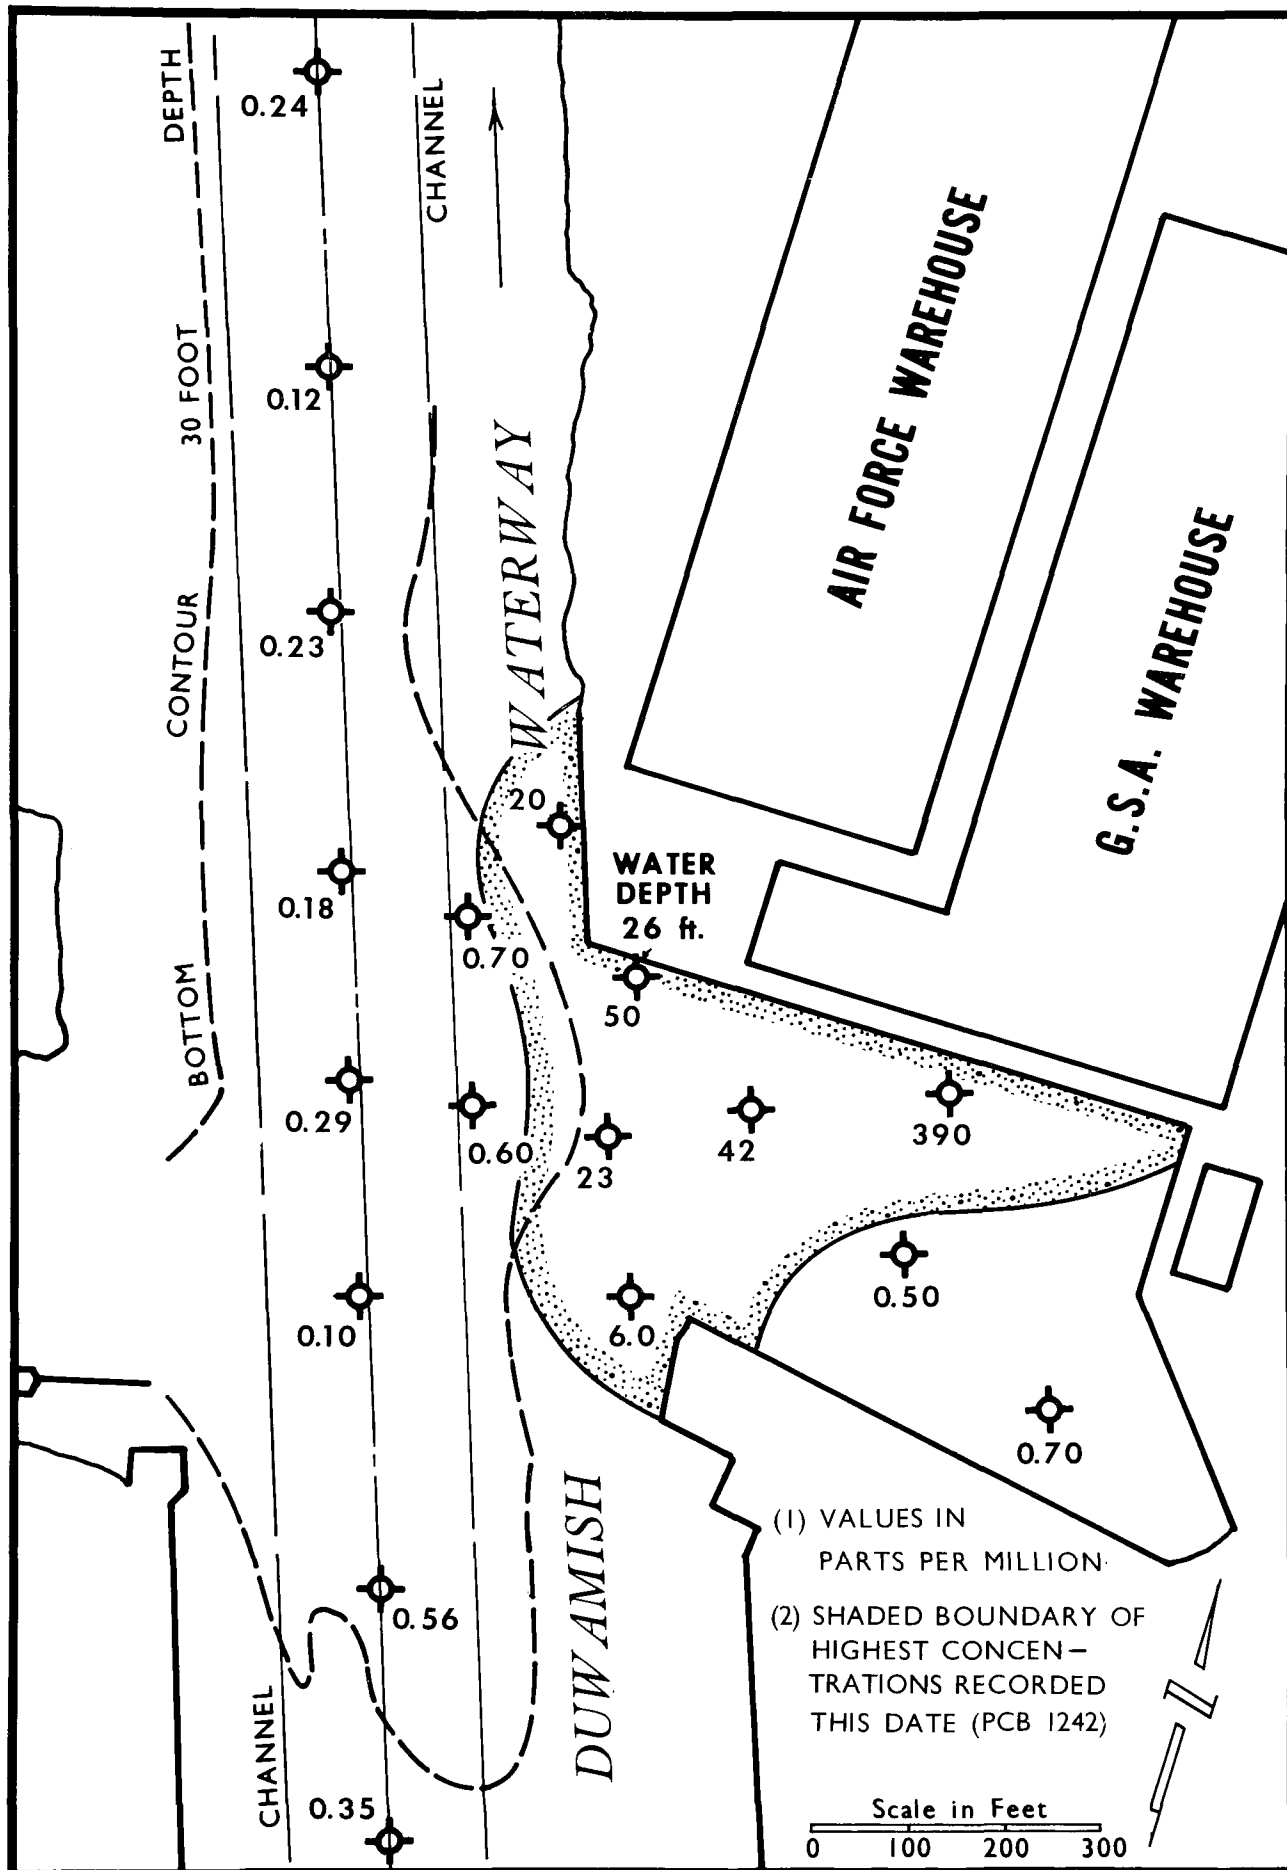 DEPTH
0.24
CHANNEL
30 FOOT
0.12
AIR FORCE WAREHOUSE
WATERWAY
G.S.A. WAREHOUSE
CONTOUR
0.23
20
WATER
DEPTH
26 ft.
0.18
0.70
50
BOTTOM
0.29
0.60
23
42
390
0.10
6.0
0.50
0.70
DUWAMISH
(1) VALUES IN
PARTS PER MILLION
0.56
(2) SHADED BOUNDARY OF
HIGHEST CONCEN–
TRATIONS RECORDED
THIS DATE (PCB 1242)
CHANNEL
0.35
Scale in Feet
0 100 200 300
N